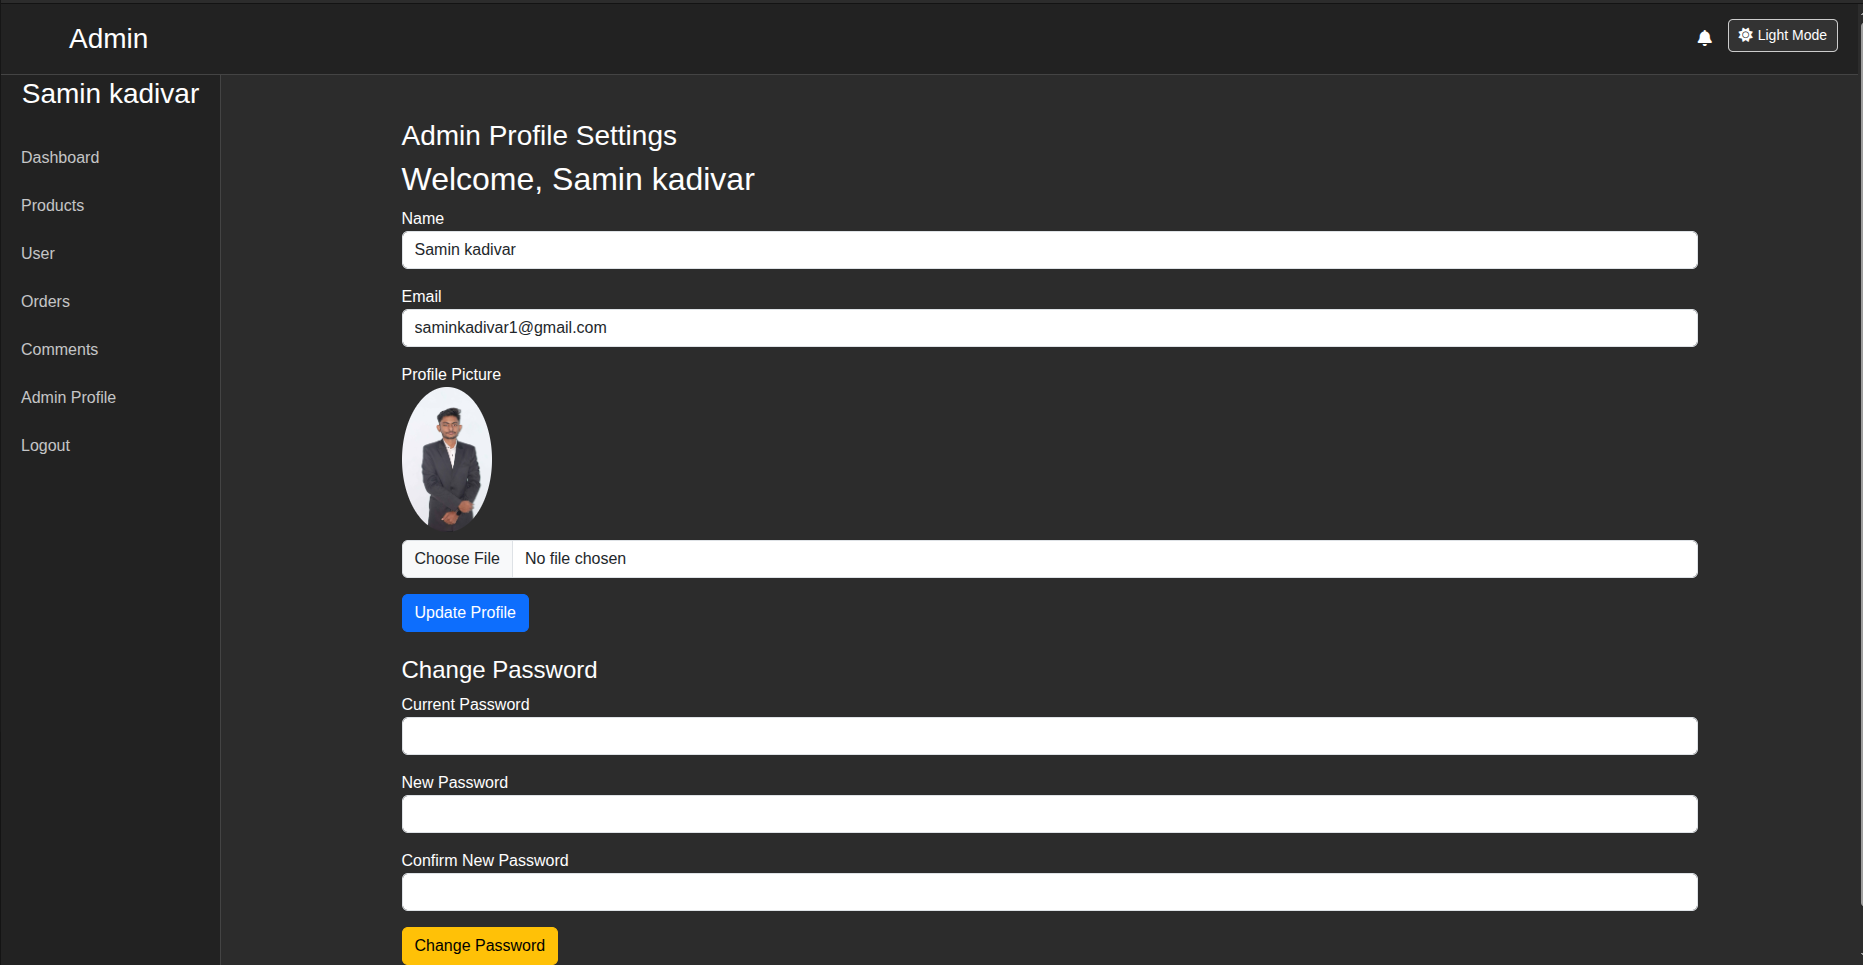 Admin
Light Mode
Samin kadivar
Dashboard
Products
User
Orders
Comments
Admin Profile
Logout
Admin Profile Settings
Welcome, Samin kadivar
Name
Samin kadivar
Email
saminkadivar1@gmail.com
Profile Picture
Choose File No file chosen
Update Profile
Change Password
Current Password
New Password
Confirm New Password
Change Password